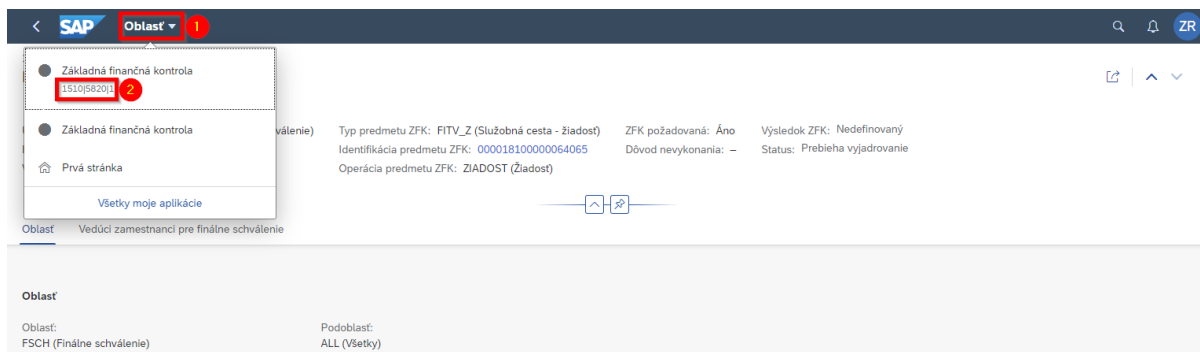 SAP Oblasť 1 ZR
Základná finančná kontrola
1510|5820|1 2
Základná finančná kontrola
Prvá stránka
Všetky moje aplikácie
válenie) Typ predmetu ZFK: FITV_Z (Služobná cesta - žiadosť) ZFK požadovaná: Áno Výsledok ZFK: Nedefinovaný
Identifikácia predmetu ZFK: 000018100000064065 Dôvod nevykonania: – Status: Prebieha vyjadrovanie
Operácia predmetu ZFK: ZIADOST (Žiadosť)
Oblasť Vedúci zamestnanci pre finálne schválenie
Oblasť
Oblasť: Podoblasť:
FSCH (Finálne schválenie) ALL (Všetky)